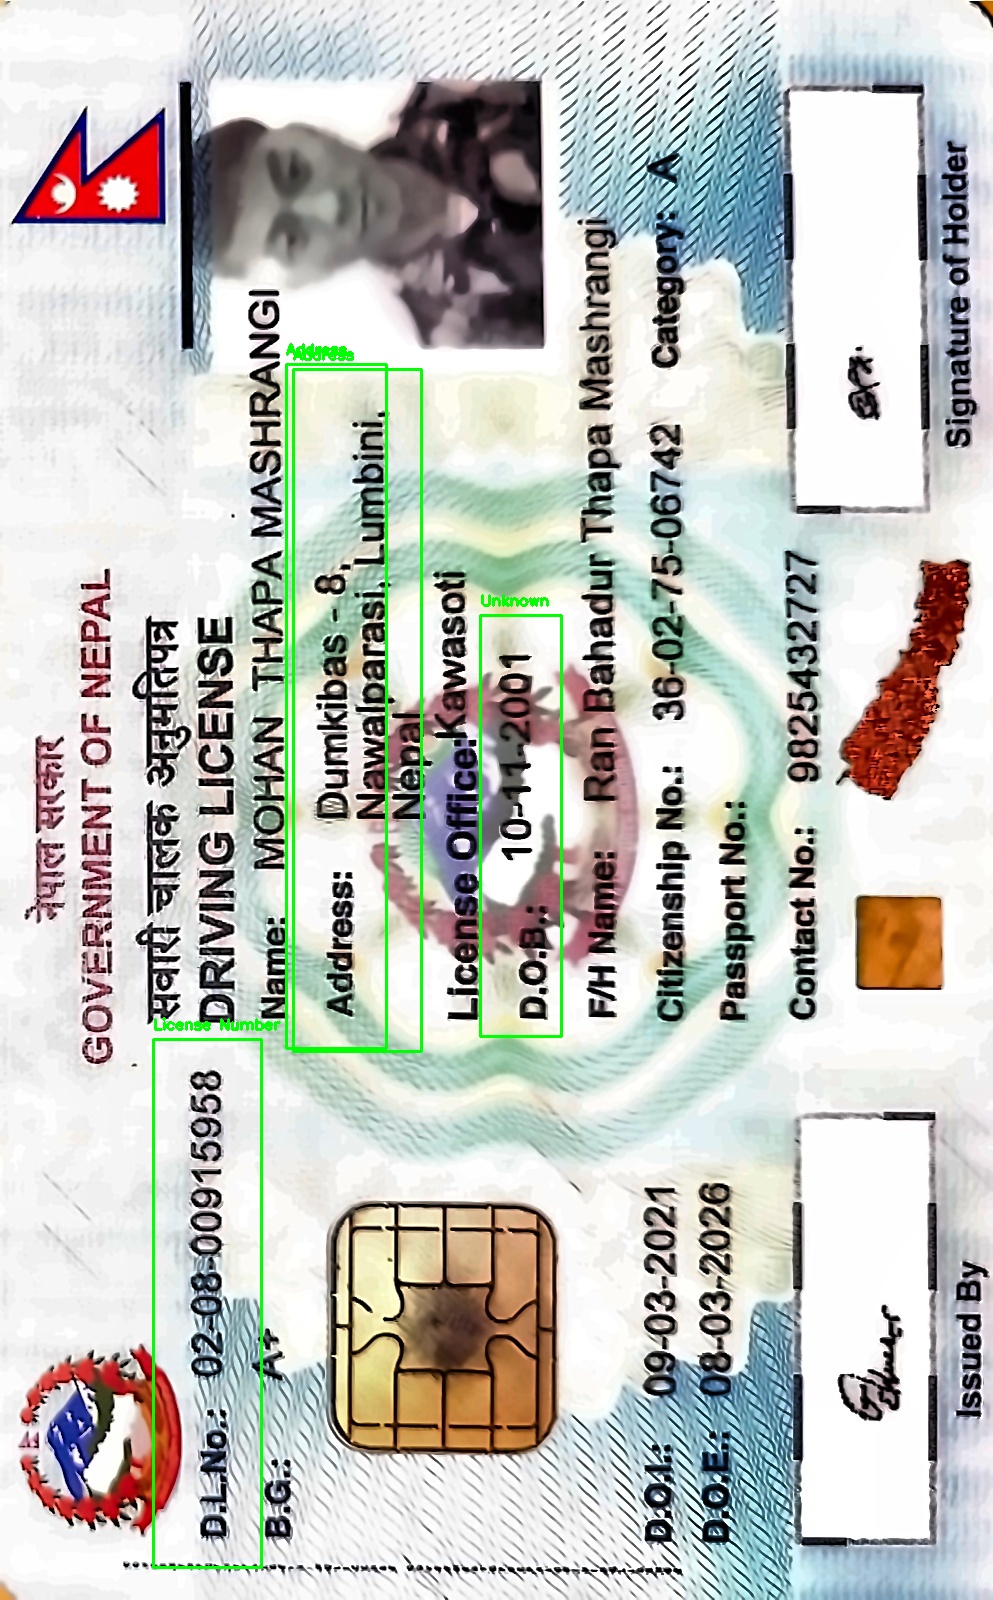 नेपाल सरकार
GOVERNMENT OF NEPAL
सवारी चालक अनुमतिपत्र
DRIVING LICENSE
D.L.No.: 02-08-00915958
B.G.: A+
Name: MOHAN THAPA MASHRANGI
Address: Dumkibas - 8,
Nawalparasi, Lumbini,
Nepal
License Office: Kawasoti
D.O.B.: 10-11-2001
F/H Name: Ran Bahadur Thapa Mashrangi
Citizenship No.: 36-02-75-06742 Category: A
Passport No.:
Contact No.: 9825432727
D.O.I.: 09-03-2021
D.O.E.: 08-03-2026
Issued By
Signature of Holder
License Number
Address
Address
Unknown